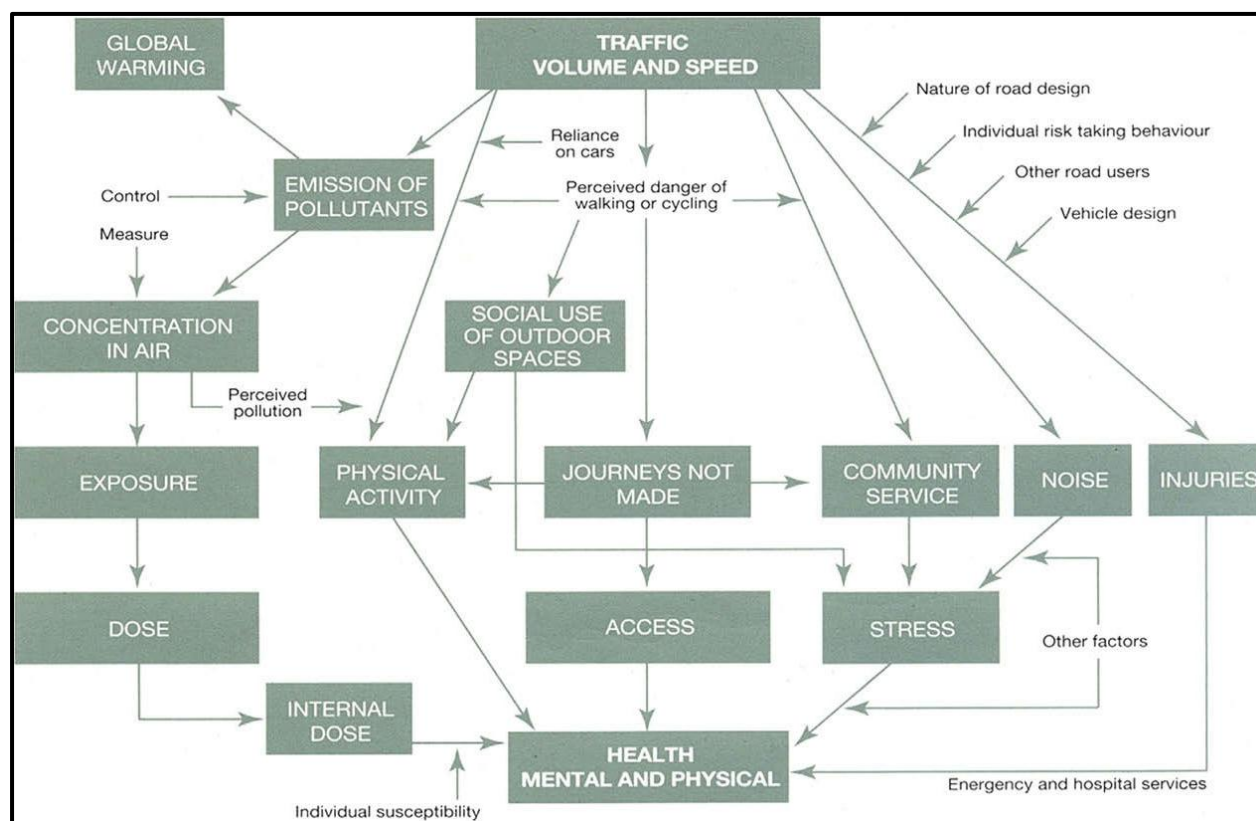 GLOBAL
WARMING
TRAFFIC
VOLUME AND SPEED
Nature of road design
Reliance
on cars
Individual risk taking behaviour
EMISSION OF
POLLUTANTS
Other road users
Control
Perceived danger of
walking or cycling
Vehicle design
Measure
CONCENTRATION
IN AIR
SOCIAL USE
OF OUTDOOR
SPACES
Perceived
pollution
EXPOSURE
PHYSICAL
ACTIVITY
JOURNEYS NOT
MADE
COMMUNITY
SERVICE
NOISE
INJURIES
DOSE
ACCESS
STRESS
Other factors
INTERNAL
DOSE
HEALTH
MENTAL AND PHYSICAL
Energency and hospital services
Individual susceptibility